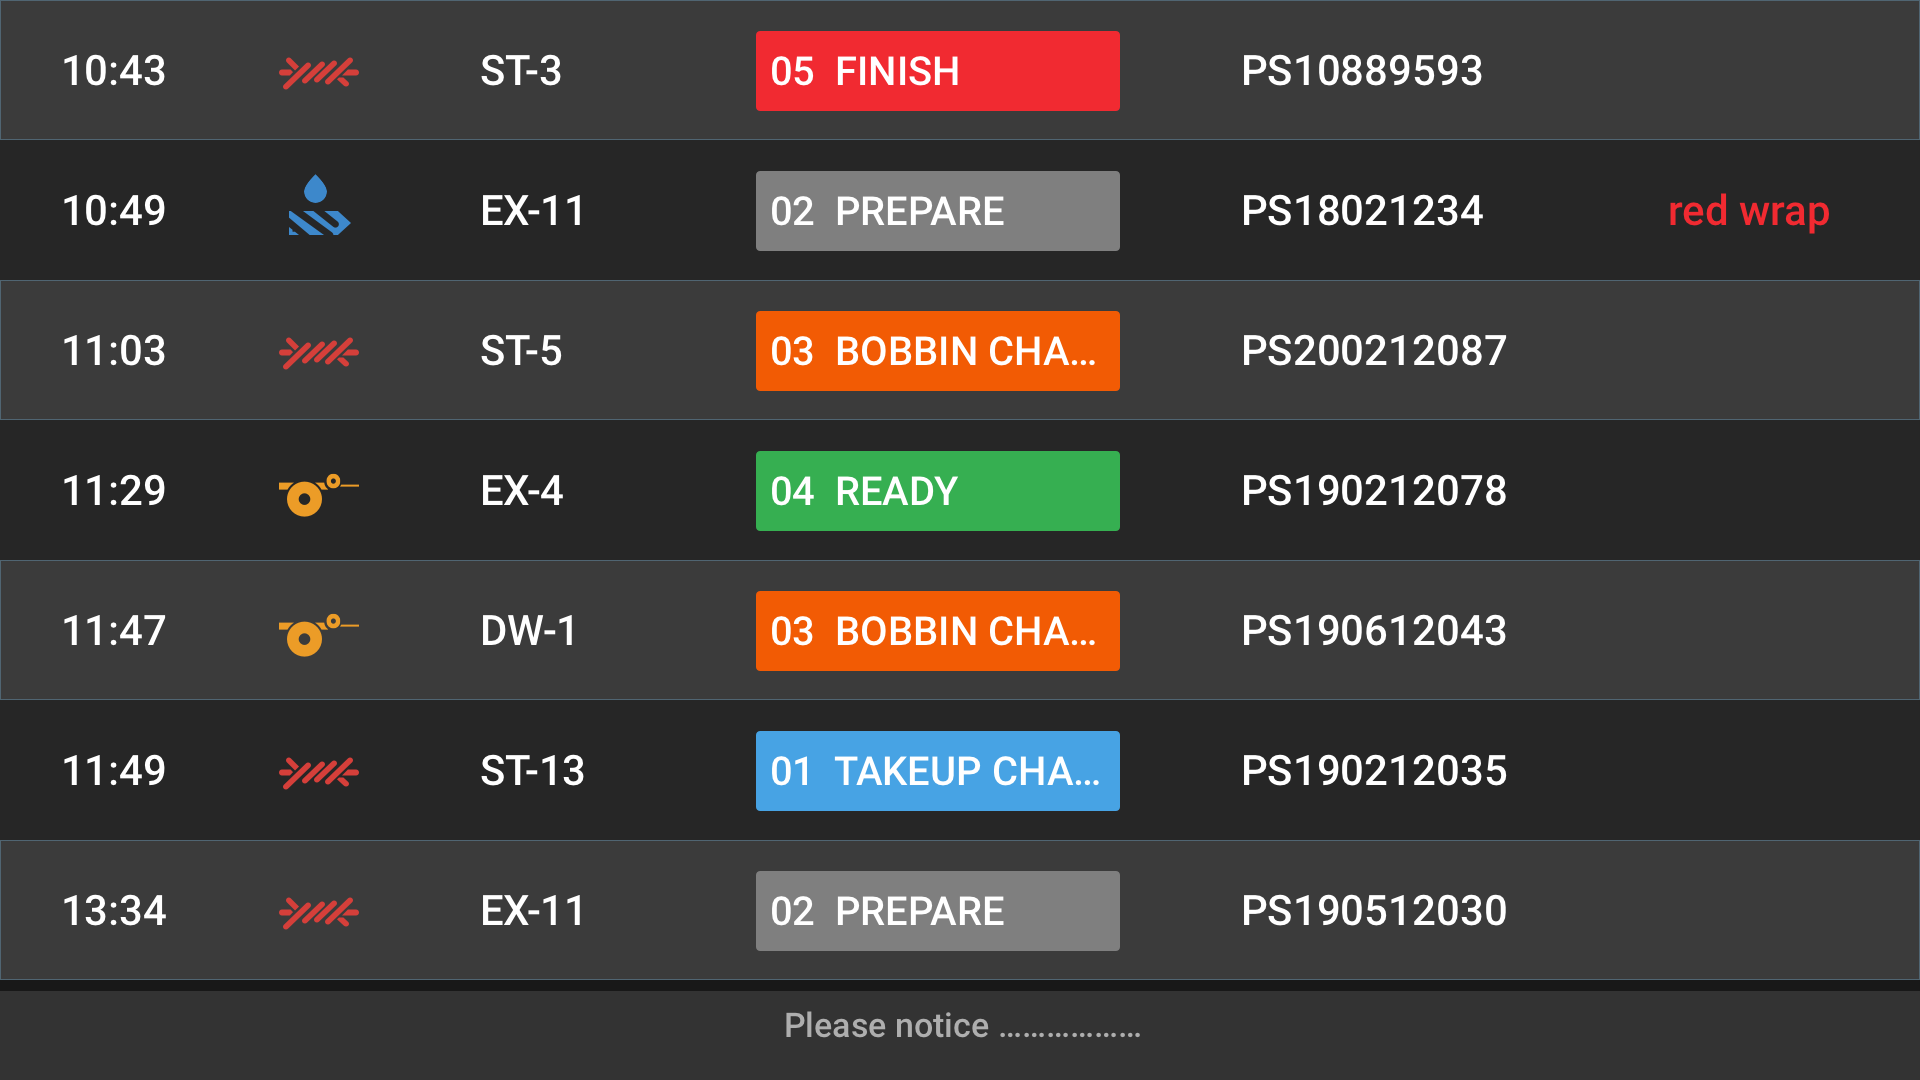 10:43 ST-3 05 FINISH PS10889593
10:49 EX-11 02 PREPARE PS18021234 red wrap
11:03 ST-5 03 BOBBIN CHA... PS200212087
11:29 EX-4 04 READY PS190212078
11:47 DW-1 03 BOBBIN CHA... PS190612043
11:49 ST-13 01 TAKEUP CHA... PS190212035
13:34 EX-11 02 PREPARE PS190512030
Please notice ..................